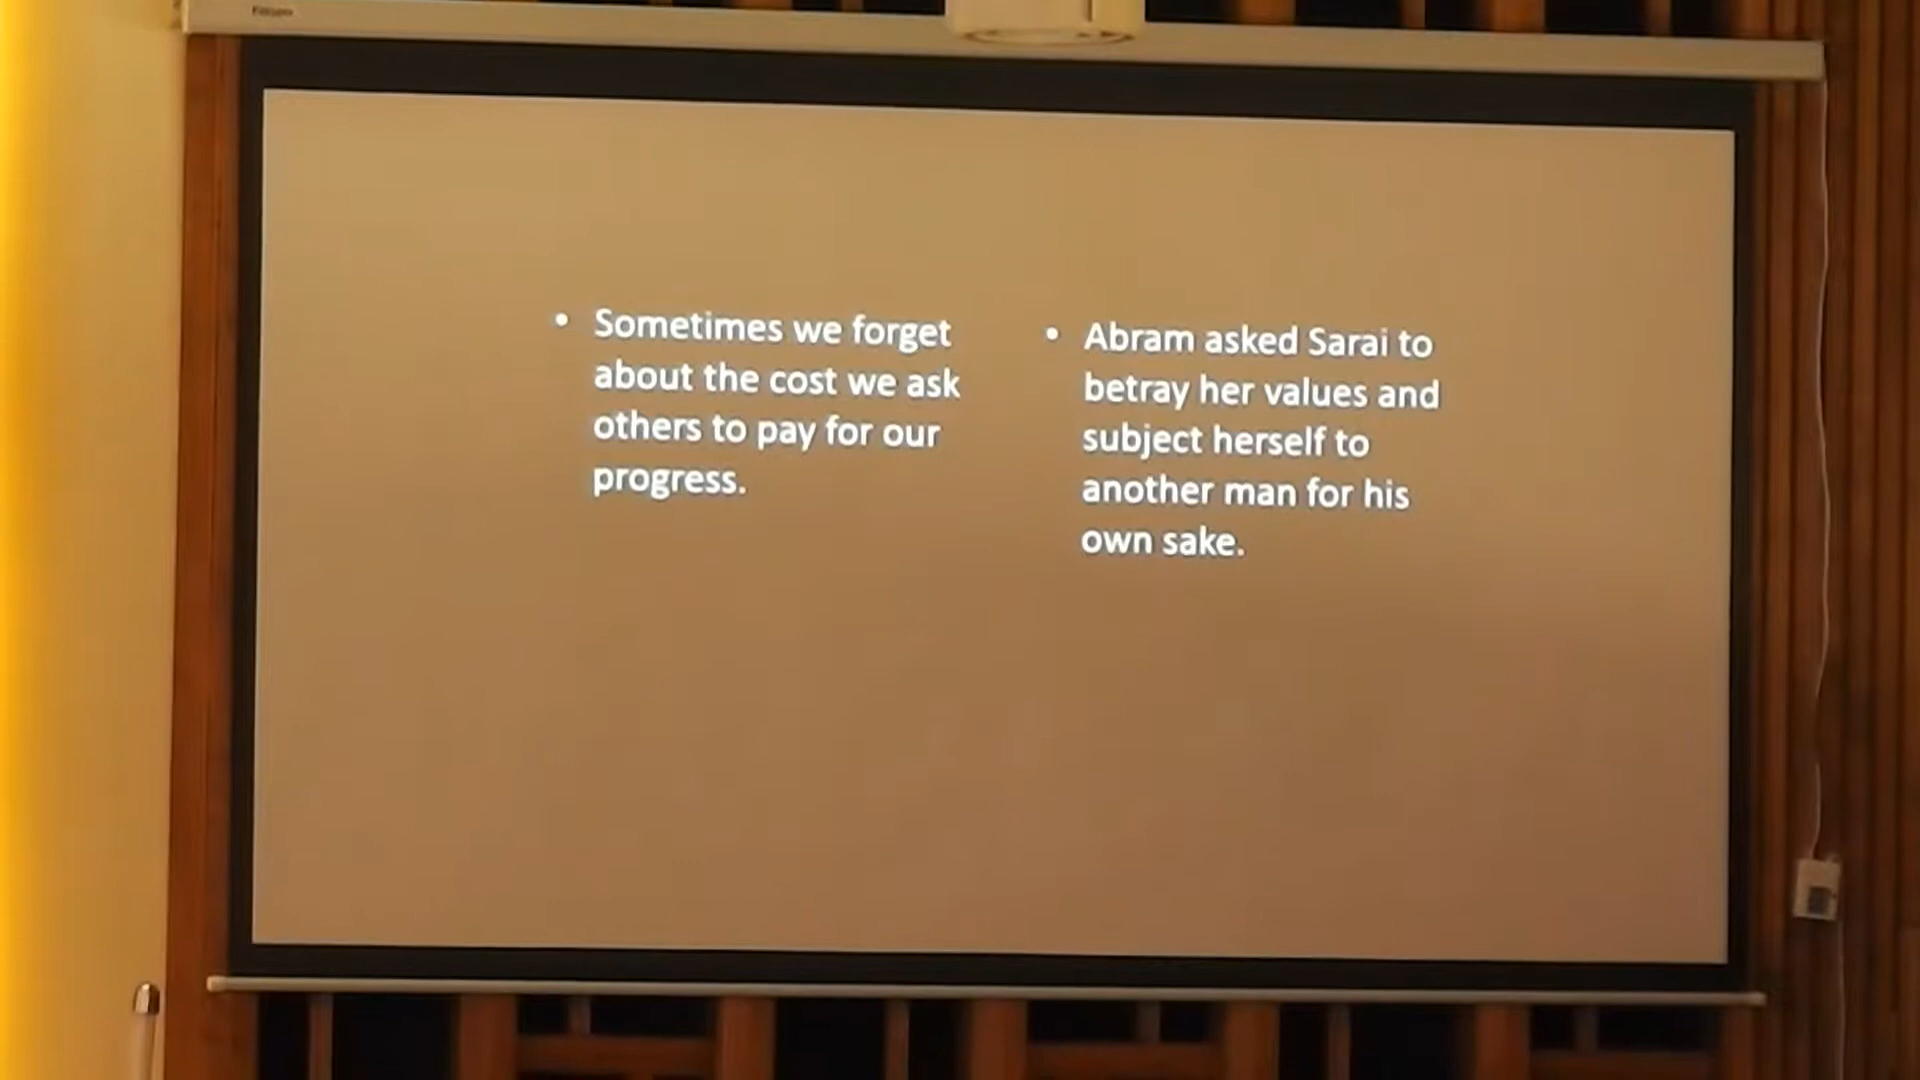 • Sometimes we forget
about the cost we ask
others to pay for our
progress.
• Abram asked Sarai to
betray her values and
subject herself to
another man for his
own sake.